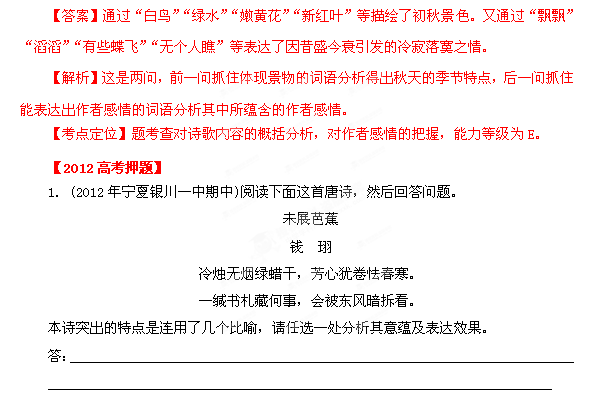 【答案】通过“白鸟”“绿水”“嫩黄花”“新红叶”等描绘了初秋景色。又通过“飘飘”
“滔滔”“有些蝶飞”“无个人瞧”等表达了因昔盛今衰引发的冷寂落寞之情。
【解析】这是两问，前一问抓住体现景物的词语分析得出秋天的季节特点，后一问抓住
能表达出作者感情的词语分析其中所蕴含的作者感情。
【考点定位】题考查对诗歌内容的概括分析，对作者感情的把握，能力等级为 E。
【2012 高考押题】
1. (2012 年宁夏银川一中期中)阅读下面这首唐诗，然后回答问题。
未展芭蕉
钱 珝
冷烛无烟绿蜡干，芳心犹卷怯春寒。
一缄书札藏何事，会被东风暗拆看。
本诗突出的特点是连用了几个比喻，请任选一处分析其意蕴及表达效果。
答：